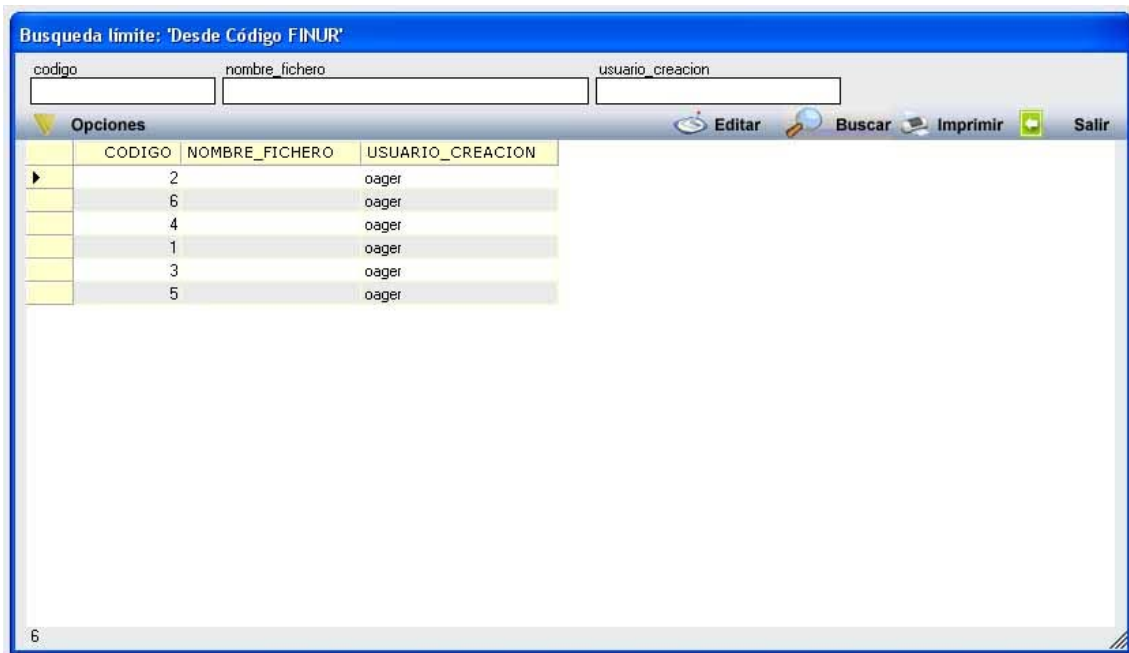 Busqueda límite: 'Desde Código FINUR'
codigo nombre_fichero usuario_creacion
Opciones Editar Buscar Imprimir Salir
CODIGO NOMBRE_FICHERO USUARIO_CREACION
2 oager
6 oager
4 oager
1 oager
3 oager
5 oager
6